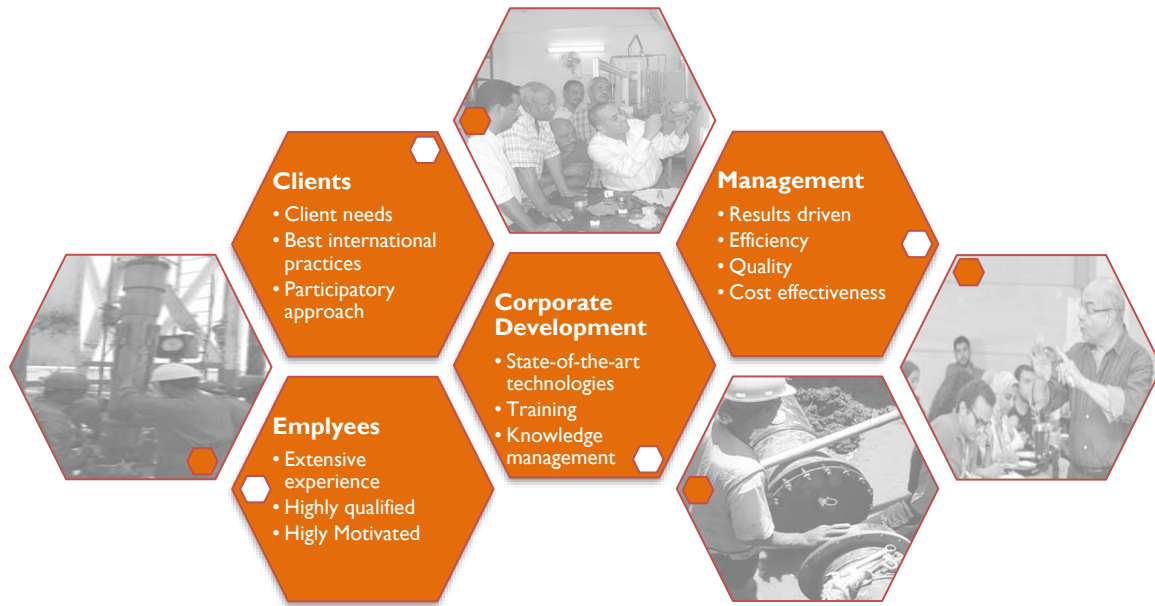 Clients
• Client needs
• Best international
practices
• Participatory
approach
Emplyees
• Extensive
experience
• Highly qualified
• Higly Motivated
Corporate
Development
• State-of-the-art
technologies
• Training
• Knowledge
management
Management
• Results driven
• Efficiency
• Quality
• Cost effectiveness